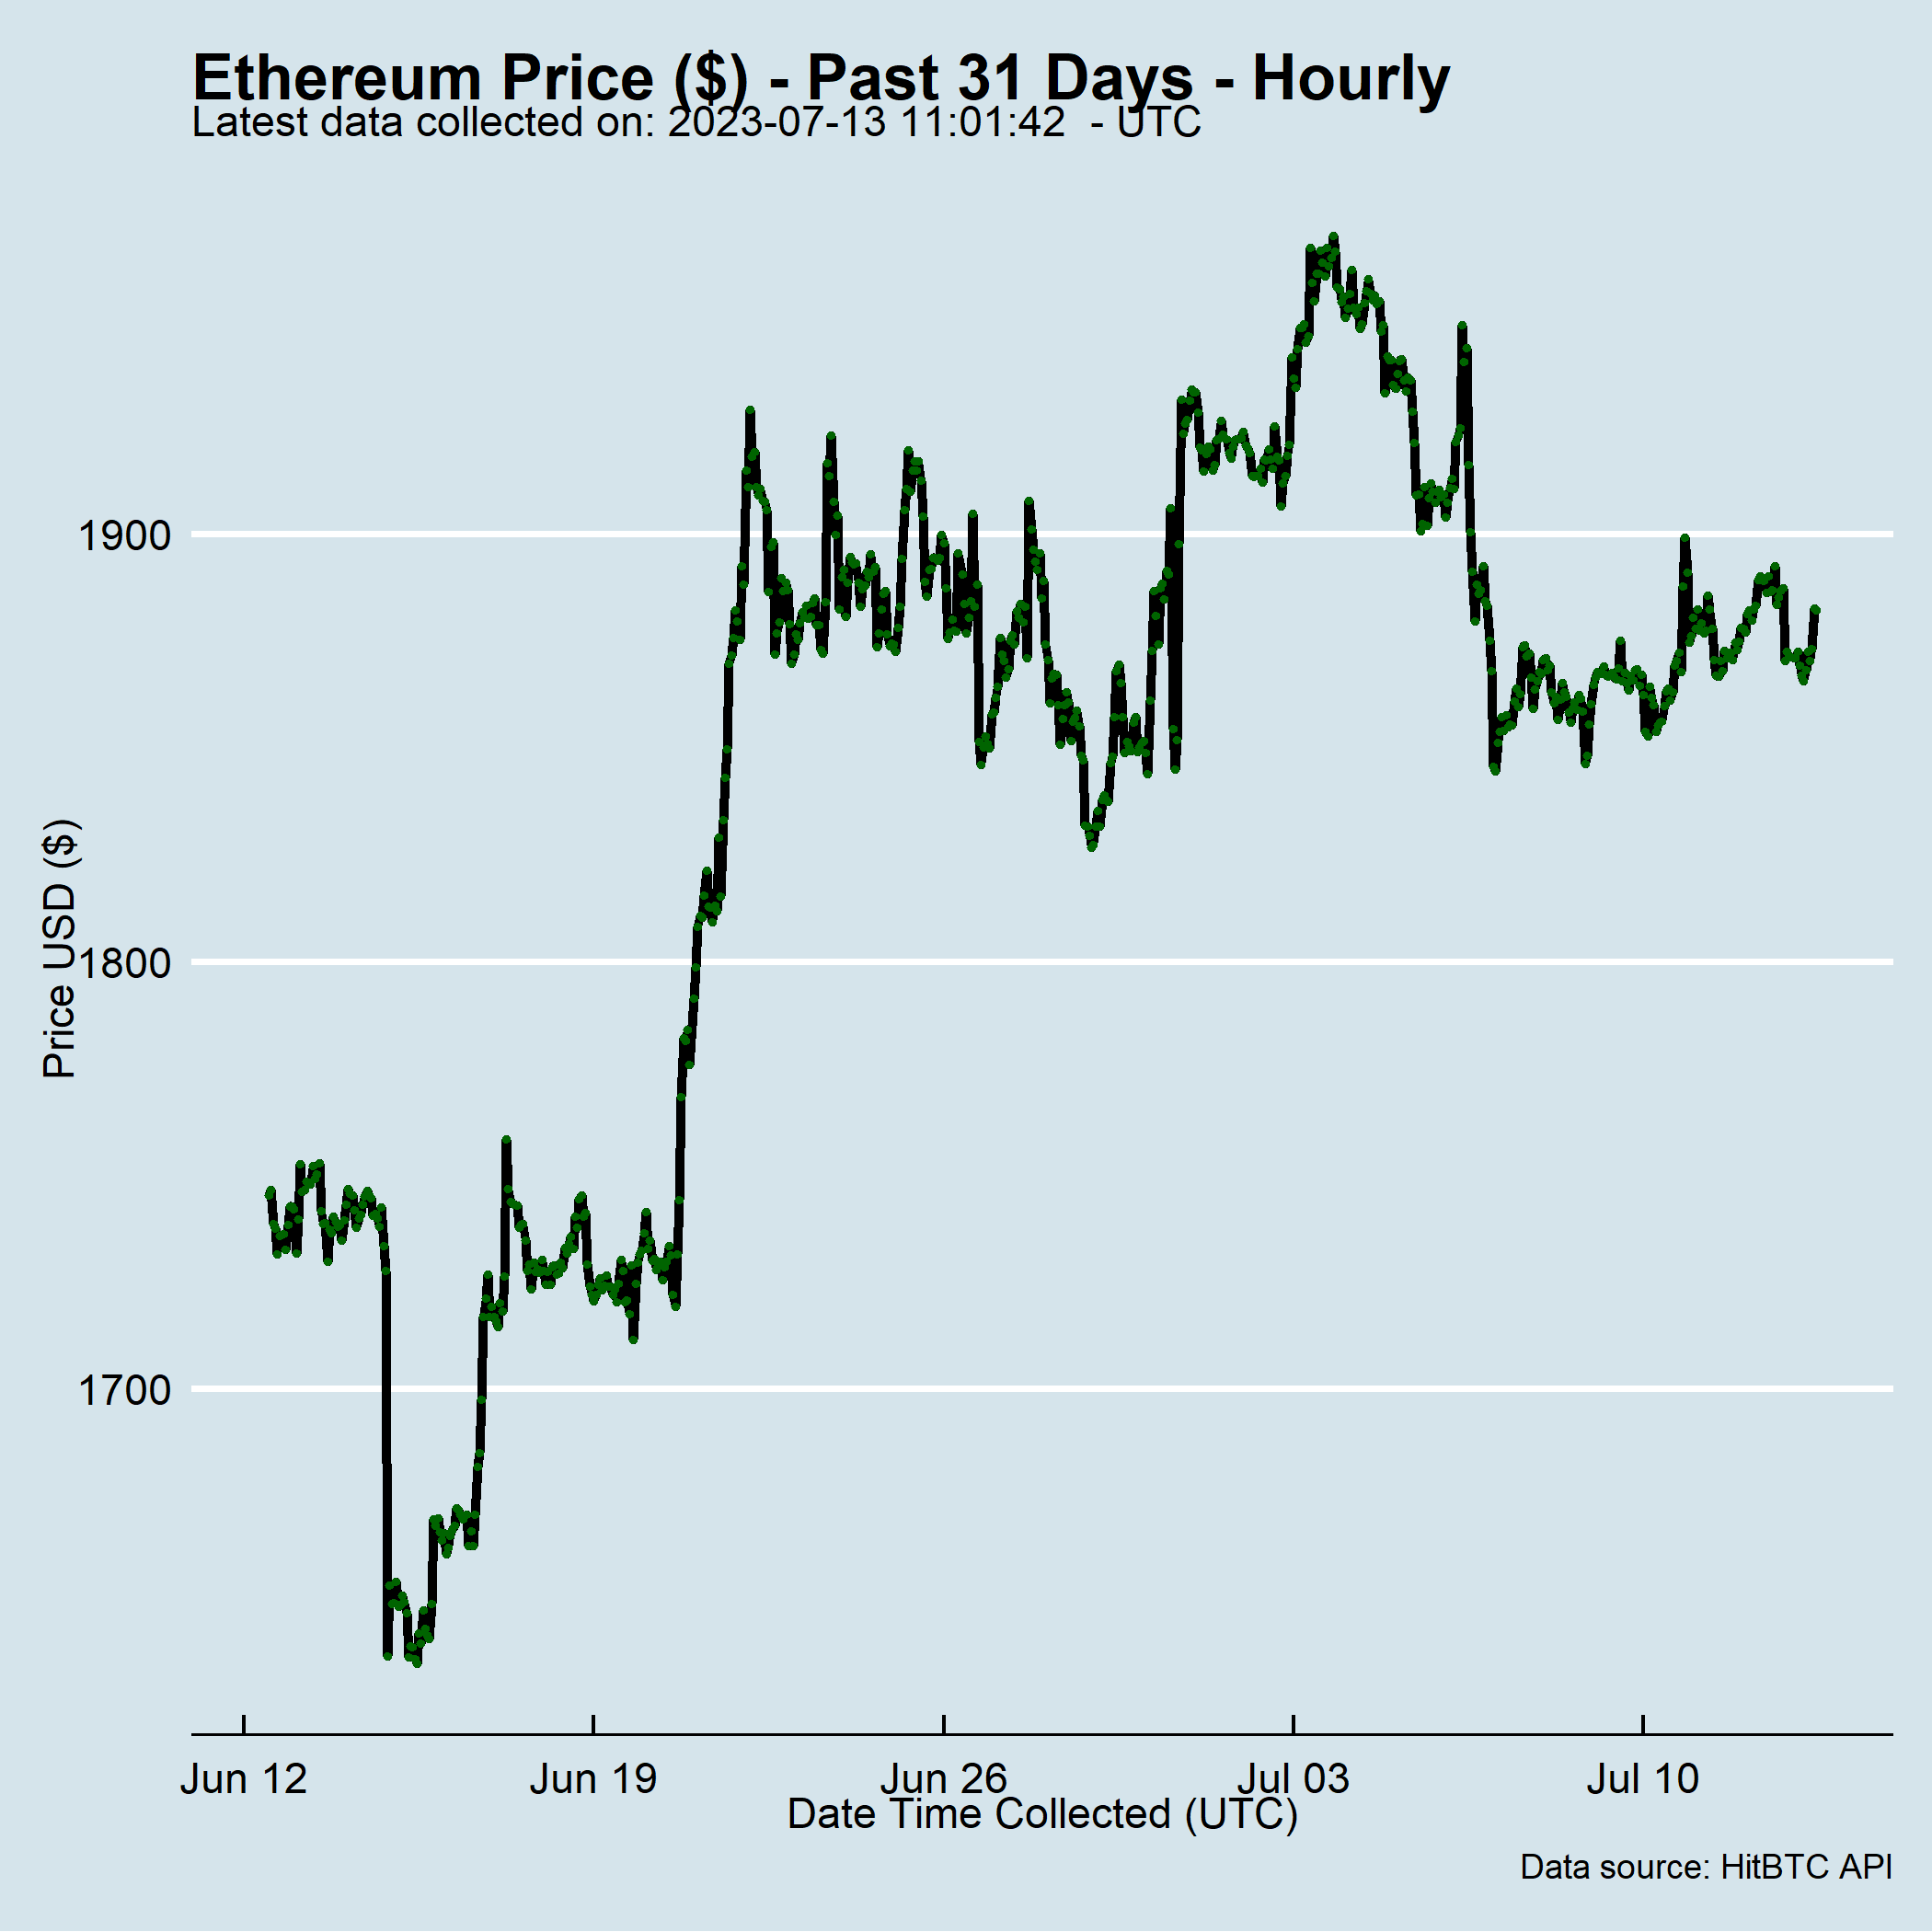 Ethereum Price ($) - Past 31 Days - Hourly
Latest data collected on: 2023-07-13 11:01:42  - UTC
Price USD ($)
1900
1800
1700
Jun 12
Jun 19
Jun 26
Jul 03
Jul 10
Date Time Collected (UTC)
Data source: HitBTC API